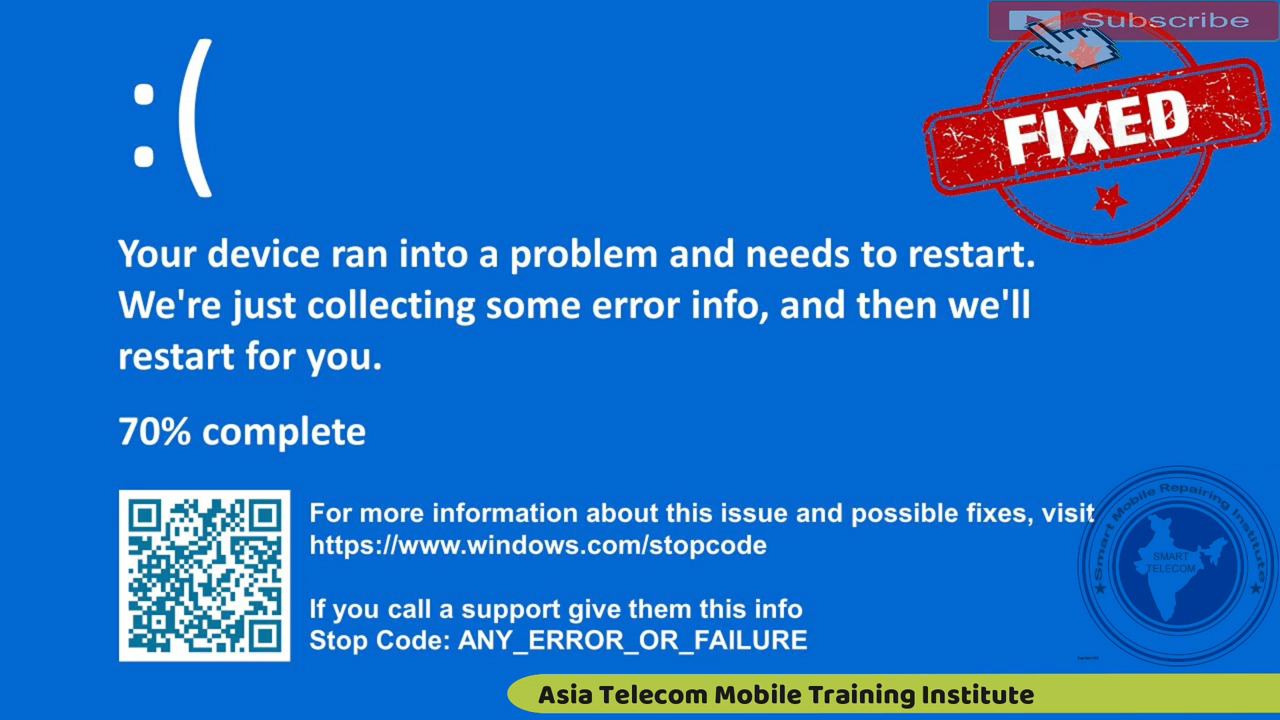 Subscribe
FIXED
:(
Your device ran into a problem and needs to restart.
We're just collecting some error info, and then we'll
restart for you.
70% complete
For more information about this issue and possible fixes, visit
https://www.windows.com/stopcode
If you call a support give them this info
Stop Code: ANY_ERROR_OR_FAILURE
Smart Mobile Repairing Institute
SMART
TELECOM
Asia Telecom Mobile Training Institute